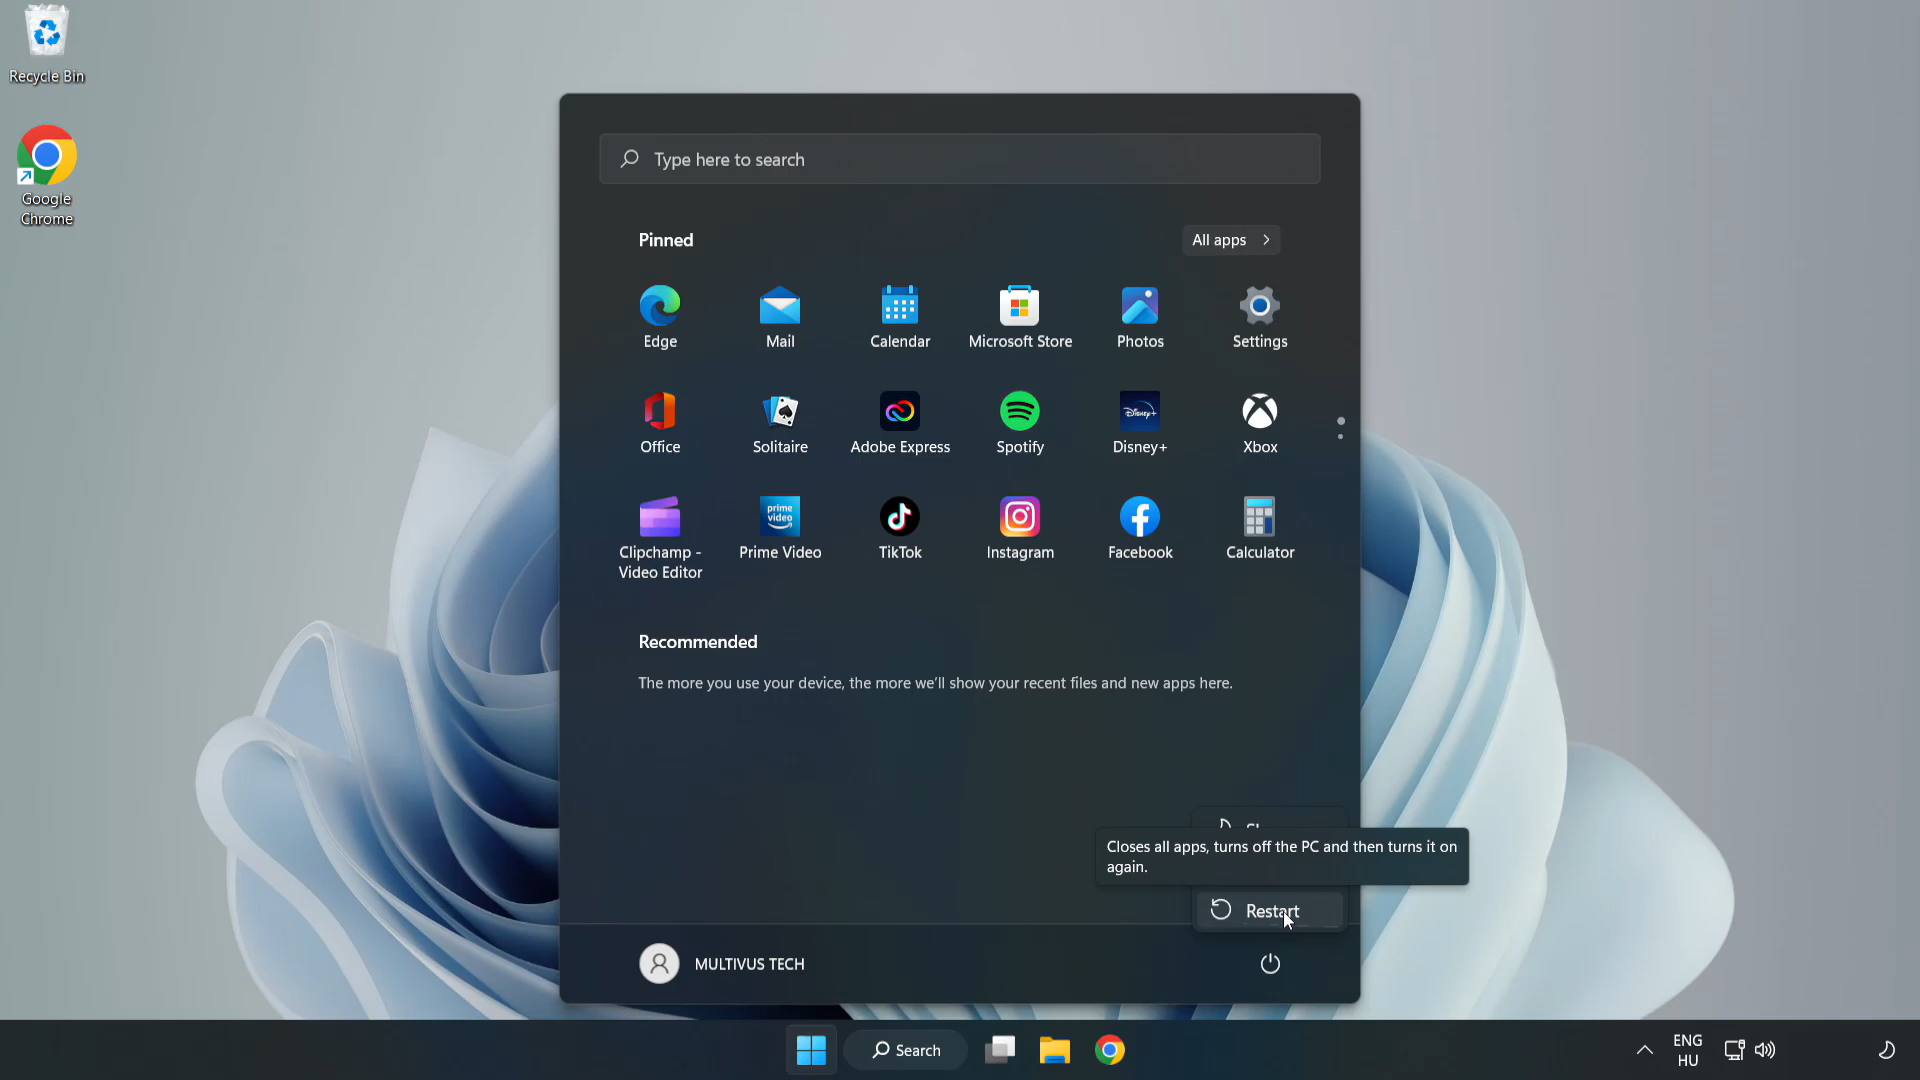 Recycle Bin
Google
Chrome
Type here to search
Pinned
All apps
Edge
Mail
Calendar
Microsoft Store
Photos
Settings
Office
Solitaire
Adobe Express
Disney+
Spotify
Disney+
Xbox
prime
video
Clipchamp -
Video Editor
Prime Video
TikTok
Instagram
Facebook
Calculator
Recommended
The more you use your device, the more we'll show your recent files and new apps here.
Closes all apps, turns off the PC and then turns it on
again.
Restart
MULTIVUS TECH
Search
ENG
HU